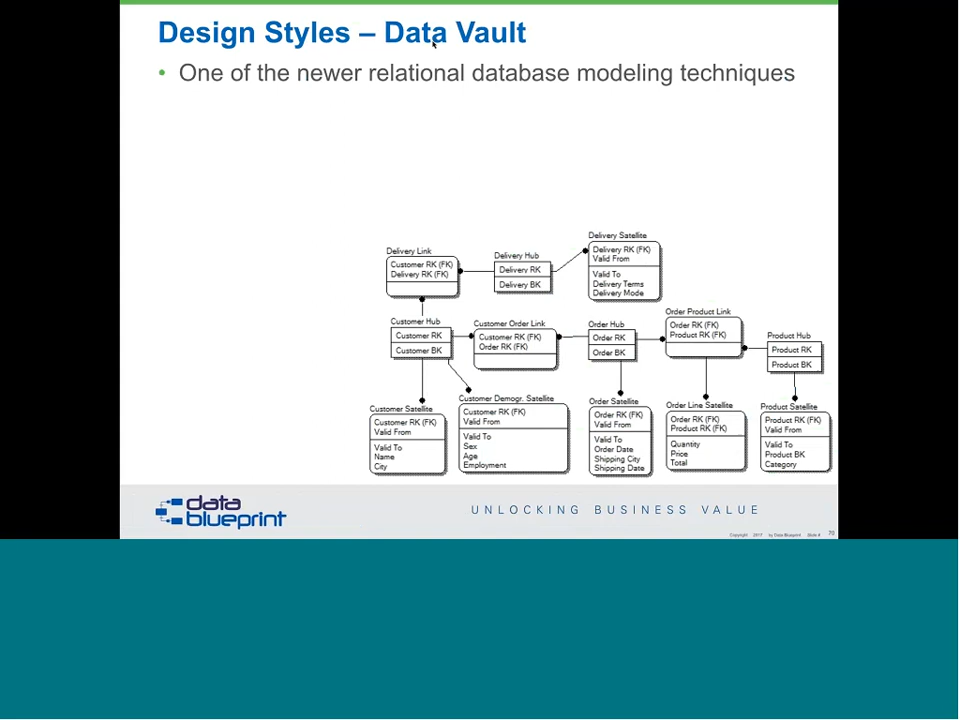 Design Styles – Data Vault
• One of the newer relational database modeling techniques
Delivery Link
Customer RK (FK)
Delivery RK (FK)
Delivery Hub
Delivery RK
Delivery BK
Delivery Satellite
Delivery RK (FK)
Valid From
Valid To
Delivery Terms
Delivery Mode
Customer Hub
Customer RK
Customer BK
Customer Order Link
Customer RK (FK)
Order RK (FK)
Order Hub
Order RK
Order BK
Order Product Link
Order RK (FK)
Product RK (FK)
Product Hub
Product RK
Product BK
Customer Satellite
Customer RK (FK)
Valid From
Valid To
Name
City
Customer Demogr. Satellite
Customer RK (FK)
Valid From
Valid To
Sex
Age
Employment
Order Satellite
Order RK (FK)
Valid From
Valid To
Order Date
Shipping City
Shipping Date
Order Line Satellite
Order RK (FK)
Product RK (FK)
Quantity
Price
Total
Product Satellite
Product RK (FK)
Valid From
Valid To
Product BK
Category
data
blueprint
UNLOCKING BUSINESS VALUE
Copyright 2017 by Data Blueprint Slide # 70